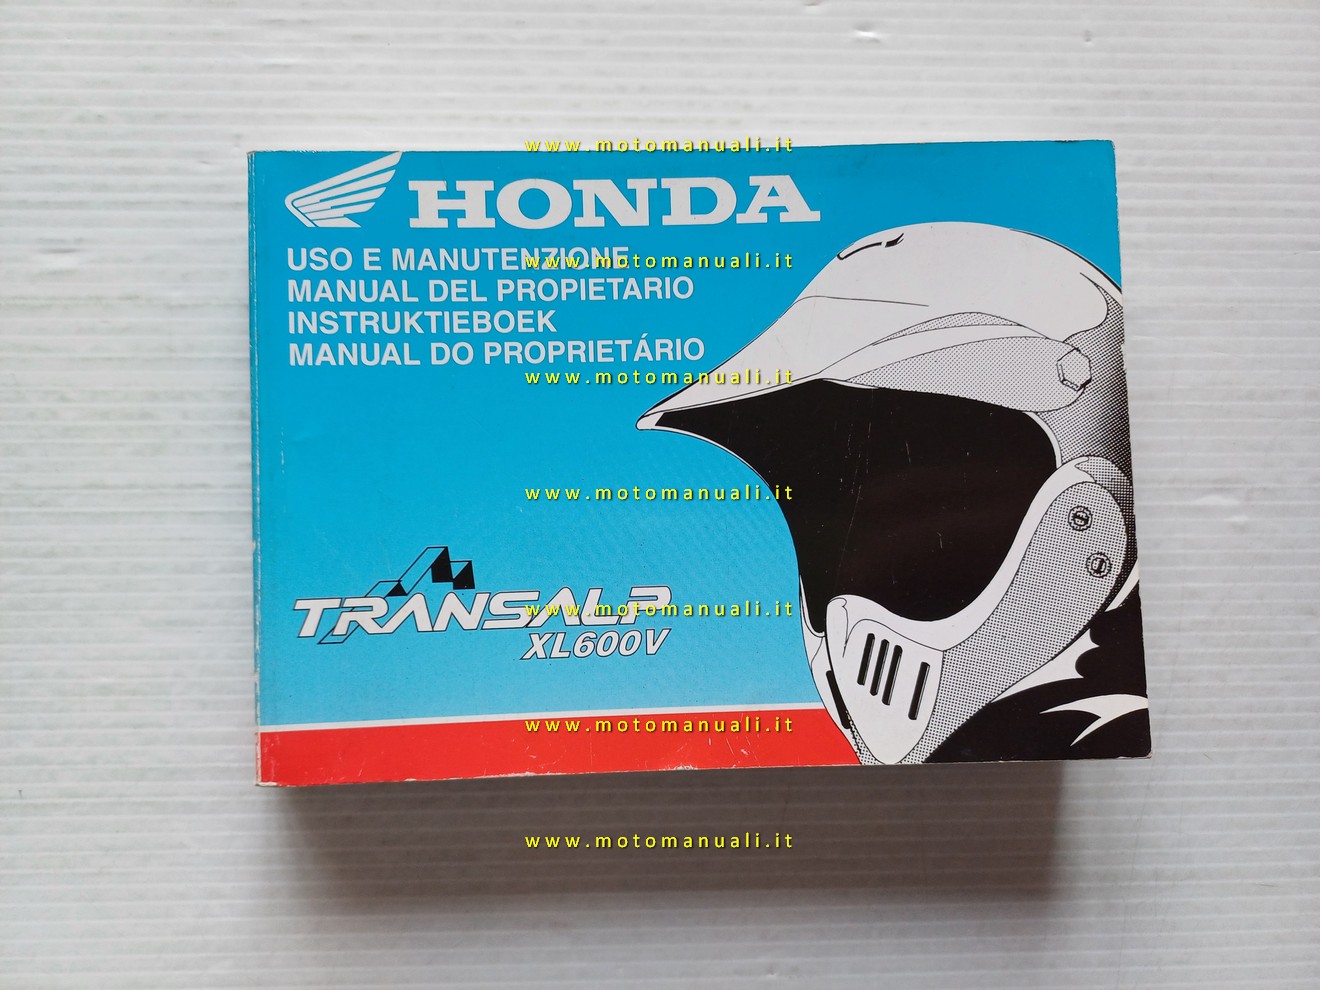 www.motomanuali.it
HONDA
USO E MANUTENZIONE
www.motomanuali.it
MANUAL DEL PROPIETARIO
INSTRUKTIEBOEK
MANUAL DO PROPRIETÁRIO
www.motomanuali.it
www.motomanuali.it
TRANSALP
www.motomanuali.it
XL600V
www.motomanuali.it
www.motomanuali.it